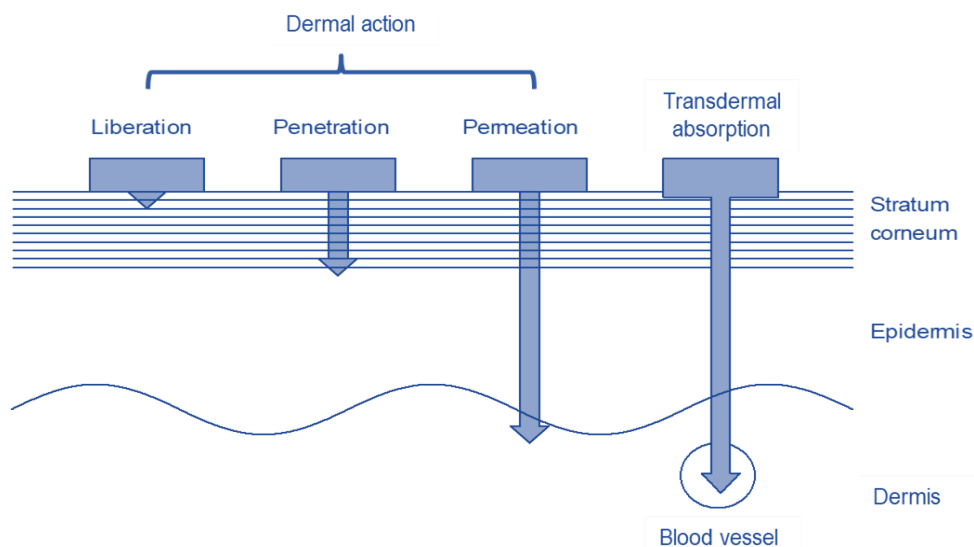 Dermal action
Liberation
Penetration
Permeation
Transdermal
absorption
Stratum
corneum
Epidermis
Dermis
Blood vessel